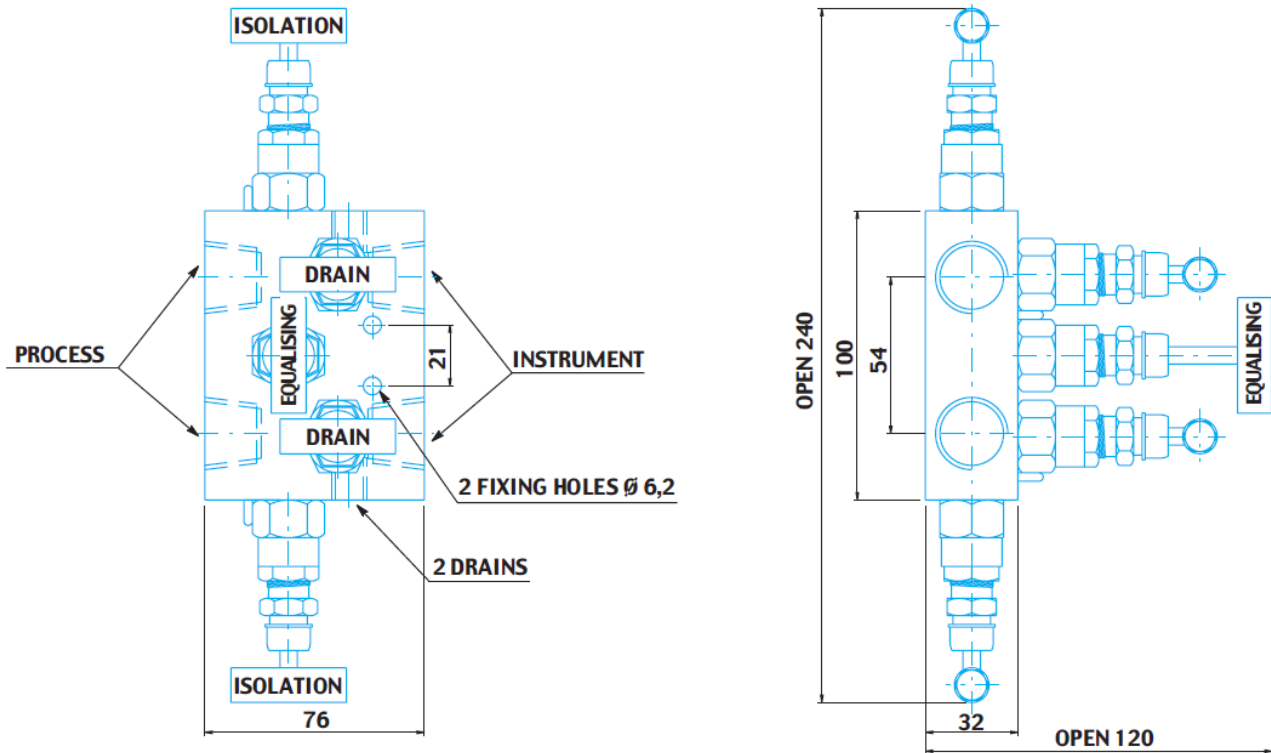 ISOLATION
DRAIN
EQUALISING
21
PROCESS
INSTRUMENT
DRAIN
2 FIXING HOLES Ø 6,2
2 DRAINS
ISOLATION
76
OPEN 240
100
54
EQUALISING
32
OPEN 120